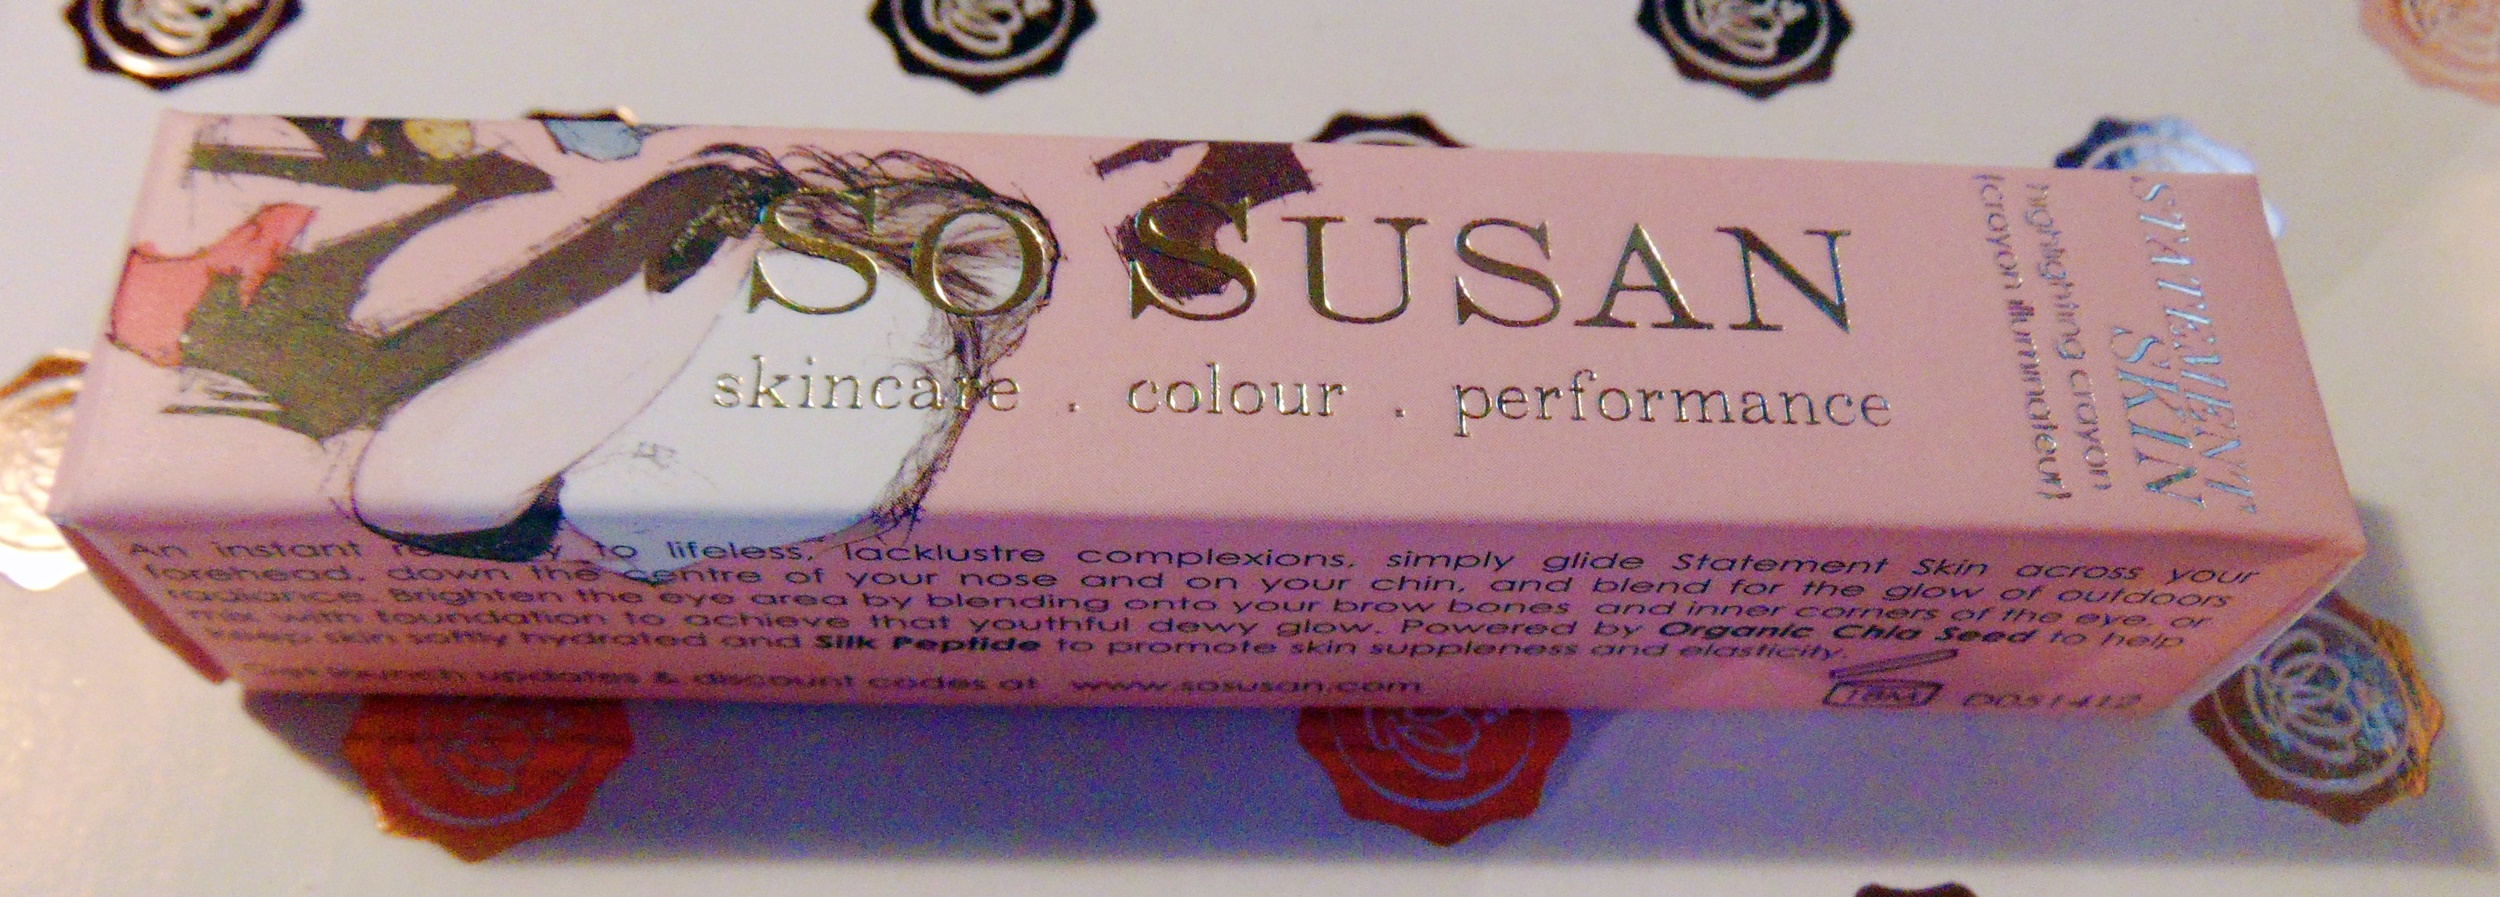 SO SUSAN
skincare . colour . performance
STATEMENT
SKIN
highlighting crayon
(crayon illuminateur)
An instant remedy to lifeless, lacklustre complexions, simply glide Statement Skin across your
forehead, down the centre of your nose and on your chin, and blend for the glow of outdoors
radiance. Brighten the eye area by blending onto your brow bones and inner corners of the eye, or
mix with foundation to achieve that youthful dewy glow. Powered by Organic Chia Seed to help
keep skin softly hydrated and Silk Peptide to promote skin suppleness and elasticity.
Get launch updates & discount codes at www.sosusan.com
18M D051412